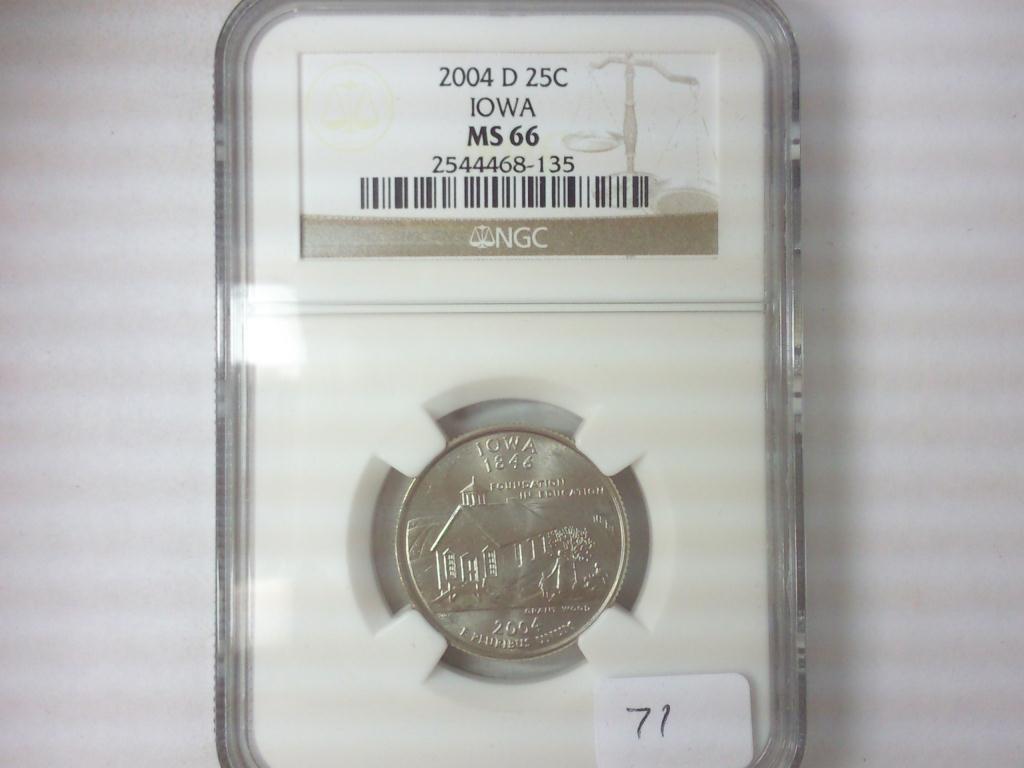 2004 D 25C
IOWA
MS 66
2544468-135
NGC
IOWA
1846
FOUNDATION
IN EDUCATION
GRANT WOOD
2004
E PLURIBUS UNUM
71